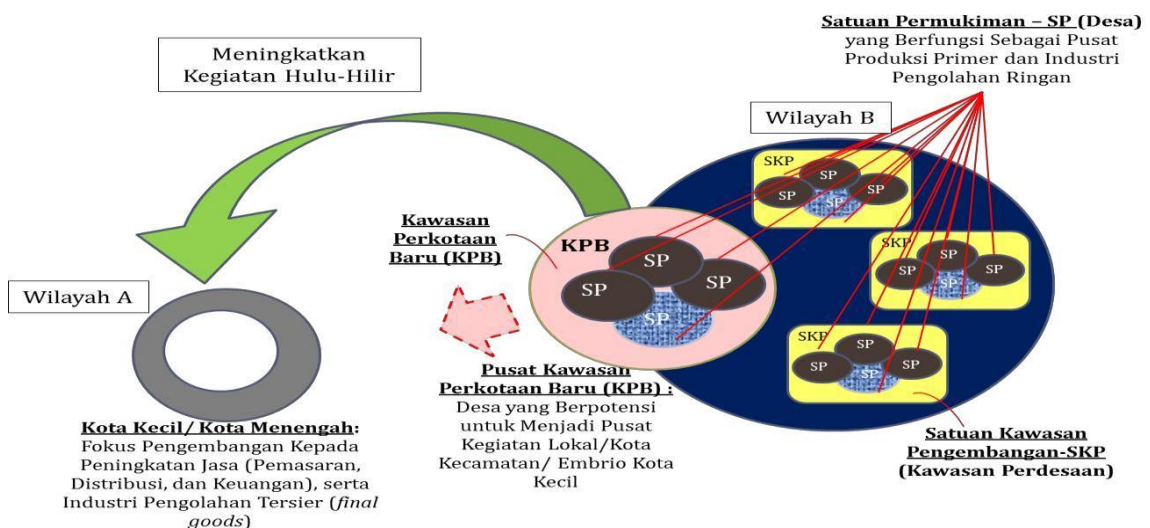 Meningkatkan
Kegiatan Hulu-Hilir
Satuan Permukiman – SP (Desa)
yang Berfungsi Sebagai Pusat
Produksi Primer dan Industri
Pengolahan Ringan
Wilayah B
SKP
SP
SP
SP
SP
Kawasan
Perkotaan
Baru (KPB)
KPB
SP
SP
SP
SP
SKP
SP
SP
SP
SP
Wilayah A
SKP
SP
SP
SP
SP
Kota Kecil/ Kota Menengah:
Fokus Pengembangan Kepada
Peningkatan Jasa (Pemasaran,
Distribusi, dan Keuangan), serta
Industri Pengolahan Tersier (final
goods)
Pusat Kawasan
Perkotaan Baru (KPB) :
Desa yang Berpotensi
untuk Menjadi Pusat
Kegiatan Lokal/Kota
Kecamatan/ Embrio Kota
Kecil
Satuan Kawasan
Pengembangan-SKP
(Kawasan Perdesaan)